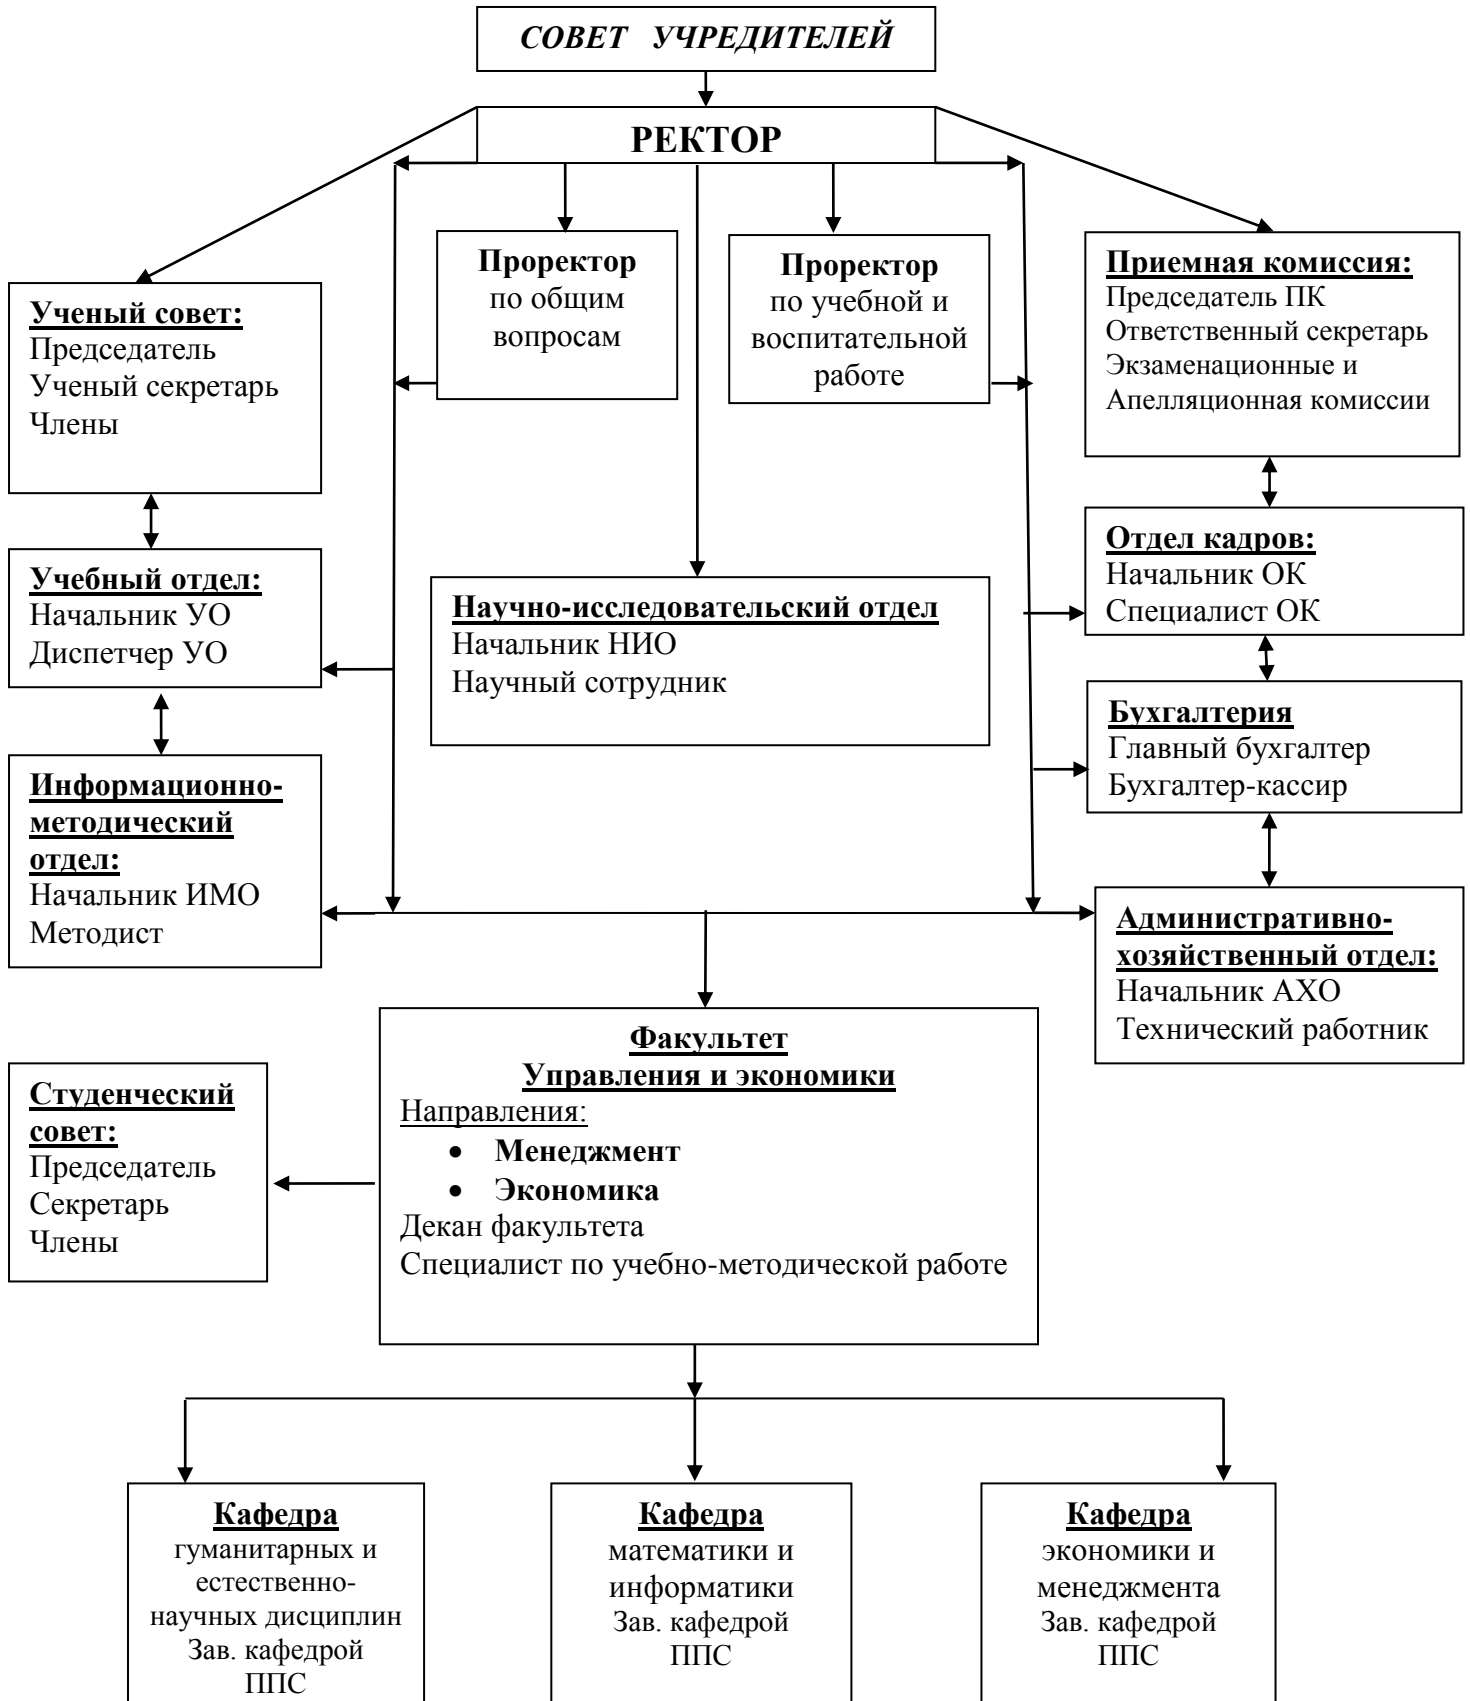 СОВЕТ УЧРЕДИТЕЛЕЙ
РЕКТОР
Проректор
по общим
вопросам
Проректор
по учебной и
воспитательной
работе
Приемная комиссия:
Председатель ПК
Ответственный секретарь
Экзаменационные и
Апелляционная комиссии
Ученый совет:
Председатель
Ученый секретарь
Члены
Отдел кадров:
Начальник ОК
Специалист ОК
Учебный отдел:
Начальник УО
Диспетчер УО
Научно-исследовательский отдел
Начальник НИО
Научный сотрудник
Бухгалтерия
Главный бухгалтер
Бухгалтер-кассир
Информационно-
методический
отдел:
Начальник ИМО
Методист
Административно-
хозяйственный отдел:
Начальник АХО
Технический работник
Факультет
Управления и экономики
Направления:
• Менеджмент
• Экономика
Декан факультета
Специалист по учебно-методической работе
Студенческий
совет:
Председатель
Секретарь
Члены
Кафедра
гуманитарных и
естественно-
научных дисциплин
Зав. кафедрой
ППС
Кафедра
математики и
информатики
Зав. кафедрой
ППС
Кафедра
экономики и
менеджмента
Зав. кафедрой
ППС